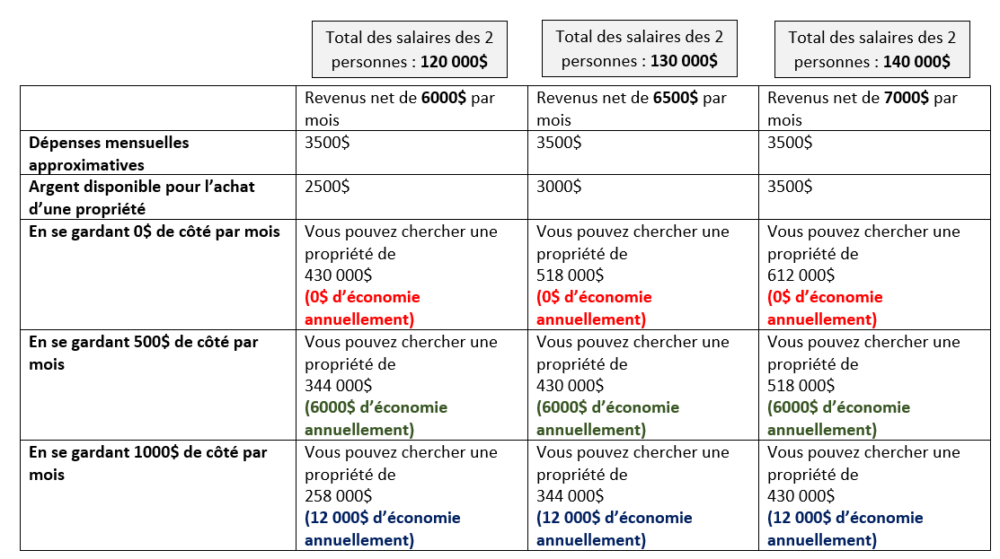 Total des salaires des 2
personnes : 120 000$
Total des salaires des 2
personnes : 130 000$
Total des salaires des 2
personnes : 140 000$
Revenus net de 6000$ par
mois
Revenus net de 6500$ par
mois
Revenus net de 7000$ par
mois
Dépenses mensuelles
approximatives
3500$
3500$
3500$
Argent disponible pour l’achat
d’une propriété
2500$
3000$
3500$
En se gardant 0$ de côté par mois
Vous pouvez chercher une
propriété de
430 000$
(0$ d’économie
annuellement)
Vous pouvez chercher une
propriété de
518 000$
(0$ d’économie
annuellement)
Vous pouvez chercher une
propriété de
612 000$
(0$ d’économie
annuellement)
En se gardant 500$ de côté par
mois
Vous pouvez chercher une
propriété de
344 000$
(6000$ d’économie
annuellement)
Vous pouvez chercher une
propriété de
430 000$
(6000$ d’économie
annuellement)
Vous pouvez chercher une
propriété de
518 000$
(6000$ d’économie
annuellement)
En se gardant 1000$ de côté par
mois
Vous pouvez chercher une
propriété de
258 000$
(12 000$ d’économie
annuellement)
Vous pouvez chercher une
propriété de
344 000$
(12 000$ d’économie
annuellement)
Vous pouvez chercher une
propriété de
430 000$
(12 000$ d’économie
annuellement)